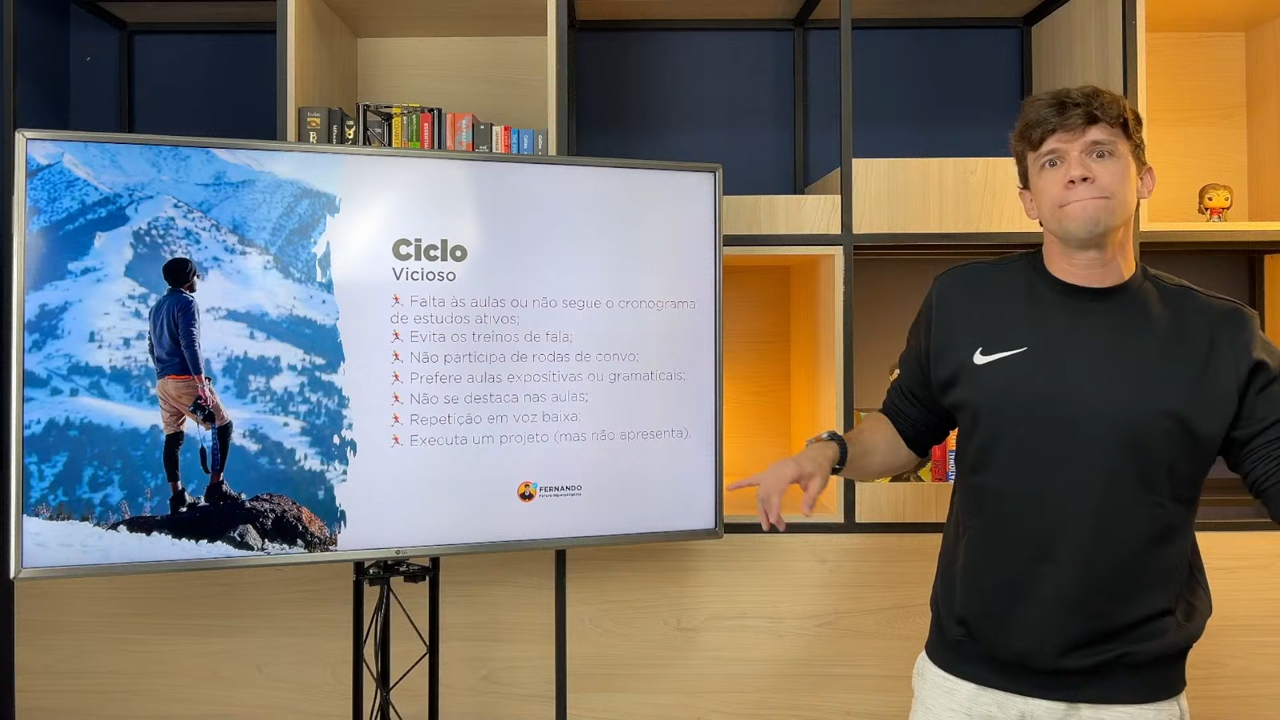 Ciclo
Vicioso
Falta às aulas ou não segue o cronograma
de estudos ativos;
Evita os treinos de fala;
Não participa de rodas de convo;
Prefere aulas expositivas ou gramaticais;
Não se destaca nas aulas;
Repetição em voz baixa;
Executa um projeto (mas não apresenta).
FERNANDO
LG